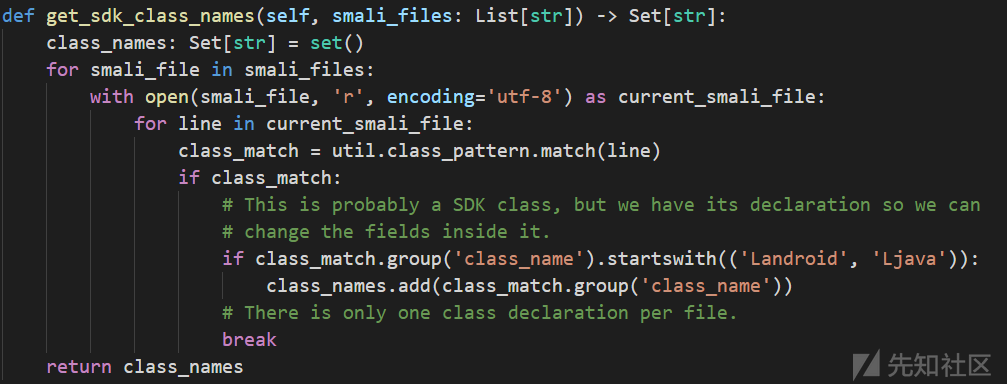 def get_sdk_class_names(self, smali_files: List[str]) -> Set[str]:
    class_names: Set[str] = set()
    for smali_file in smali_files:
        with open(smali_file, 'r', encoding='utf-8') as current_smali_file:
            for line in current_smali_file:
                class_match = util.class_pattern.match(line)
                if class_match:
                    # This is probably a SDK class, but we have its declaration so we can
                    # change the fields inside it.
                    if class_match.group('class_name').startswith(('Landroid', 'Ljava')):
                        class_names.add(class_match.group('class_name'))
                    # There is only one class declaration per file.
                    break
    return class_names
先知社区